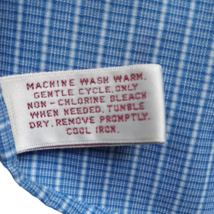 MACHINE WASH WARM,
GENTLE CYCLE, ONLY
NON - CHLORINE BLEACH
WHEN NEEDED, TUMBLE
DRY, REMOVE PROMPTLY.
COOL IRON.